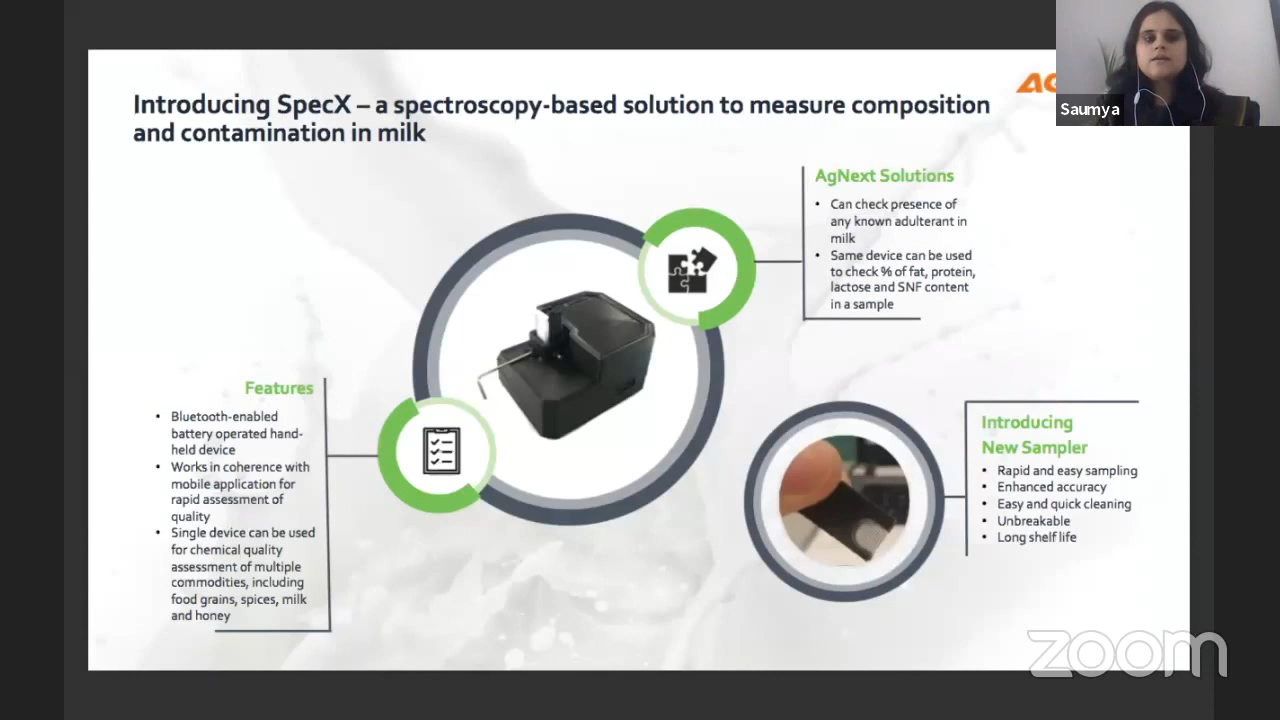 Introducing SpecX – a spectroscopy-based solution to measure composition
and contamination in milk
Saumya
AgNext Solutions
• Can check presence of
any known adulterant in
milk
• Same device can be used
to check % of fat, protein,
lactose and SNF content
in a sample
Features
• Bluetooth-enabled
battery operated hand-
held device
• Works in coherence with
mobile application for
rapid assessment of
quality
• Single device can be used
for chemical quality
assessment of multiple
commodities, including
food grains, spices, milk
and honey
Introducing
New Sampler
• Rapid and easy sampling
• Enhanced accuracy
• Easy and quick cleaning
• Unbreakable
• Long shelf life
zoom